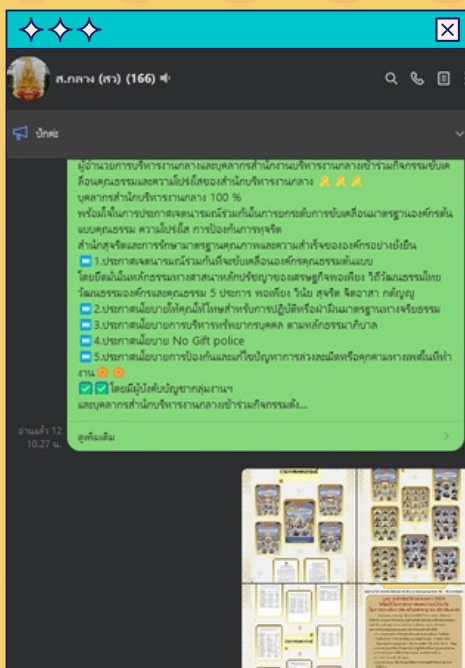 ส.กลาง (สว) (166)
ปักค่ะ
ผู้อำนวยการบริหารงานกลางและบุคลากรสำนักงานบริหารงานกลางเข้าร่วมกิจกรรมขับเค
ลื่อนคุณธรรมและความโปร่งใสของสำนักบริหารงานกลาง
บุคลากรสำนักบริหารงานกลาง 100 %
พร้อมใจในการประกาศเจตนารมณ์ร่วมกันในการยกระดับการขับเคลื่อนมาตรฐานองค์กรต้น
แบบคุณธรรม ความโปร่งใส การป้องกันการทุจริต
สำนักสุจริตและการรักษามาตรฐานคุณภาพและความสำเร็จขององค์กรอย่างยั่งยืน
⏩ 1.ประกาศเจตนารมณ์ร่วมกันที่จะขับเคลื่อนองค์กรคุณธรรมต้นแบบ
โดยยึดมั่นในหลักธรรมทางศาสนาหลักปรัชญาของเศรษฐกิจพอเพียง วิถีวัฒนธรรมไทย
วัฒนธรรมองค์กรและคุณธรรม 5 ประการ พอเพียง วินัย สุจริต จิตอาสา กตัญญู
⏩ 2.ประกาศนโยบายให้คุณให้โทษสำหรับการปฏิบัติหรือฝ่าฝืนมาตรฐานทางจริยธรรม
⏩ 3.ประกาศนโยบายการบริหารทรัพยากรบุคคล ตามหลักธรรมาภิบาล
⏩ 4.ประกาศนโยบาย No Gift police
⏩ 5.ประกาศนโยบายการป้องกันและแก้ไขปัญหาการล่วงละเมิดหรือคุกคามทางเพศในที่ทำ
งาน
✅ ✅ โดยมีผู้บังคับบัญชากลุ่มงานฯ
และบุคลากรสำนักบริหารงานกลางเข้าร่วมกิจกรรมดัง...
อ่านแล้ว 12
10.27 น.
ดูเพิ่มเติม